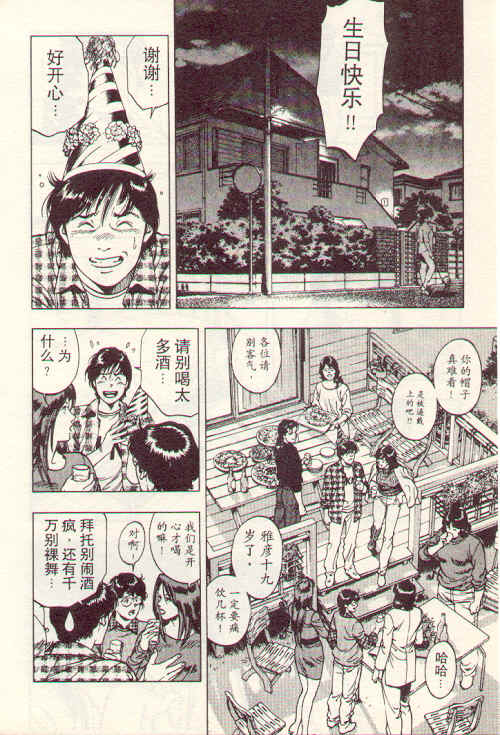 生日快乐!!
谢谢…
好开心…
你的帽子
真难看!
是被逼戴
上的吧!!
各位请
别客气。
雅彦十九
岁了,
一定要痛
饮几杯!
哈哈…
请别喝太
多酒…
…为
什么?
我们是开
心才喝
的嘛!
对啊!
拜托别闹酒
疯,还有千
万别裸舞…